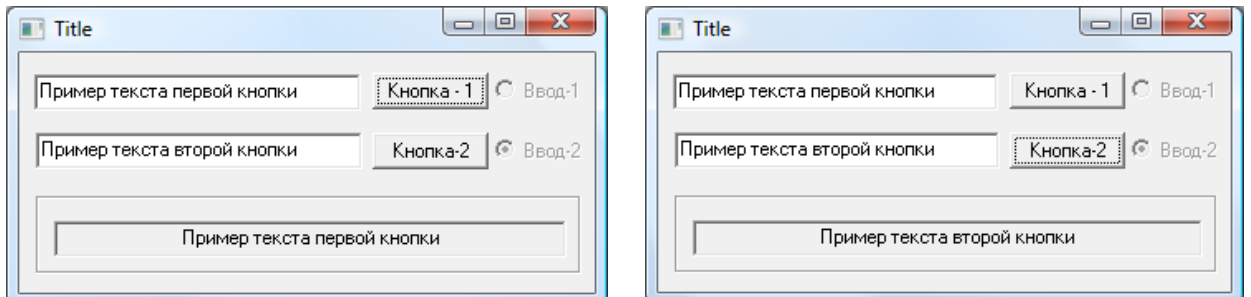 Title
Пример текста первой кнопки Кнопка - 1 Ввод-1
Пример текста второй кнопки Кнопка-2 Ввод-2
Пример текста первой кнопки
Title
Пример текста первой кнопки Кнопка - 1 Ввод-1
Пример текста второй кнопки Кнопка-2 Ввод-2
Пример текста второй кнопки